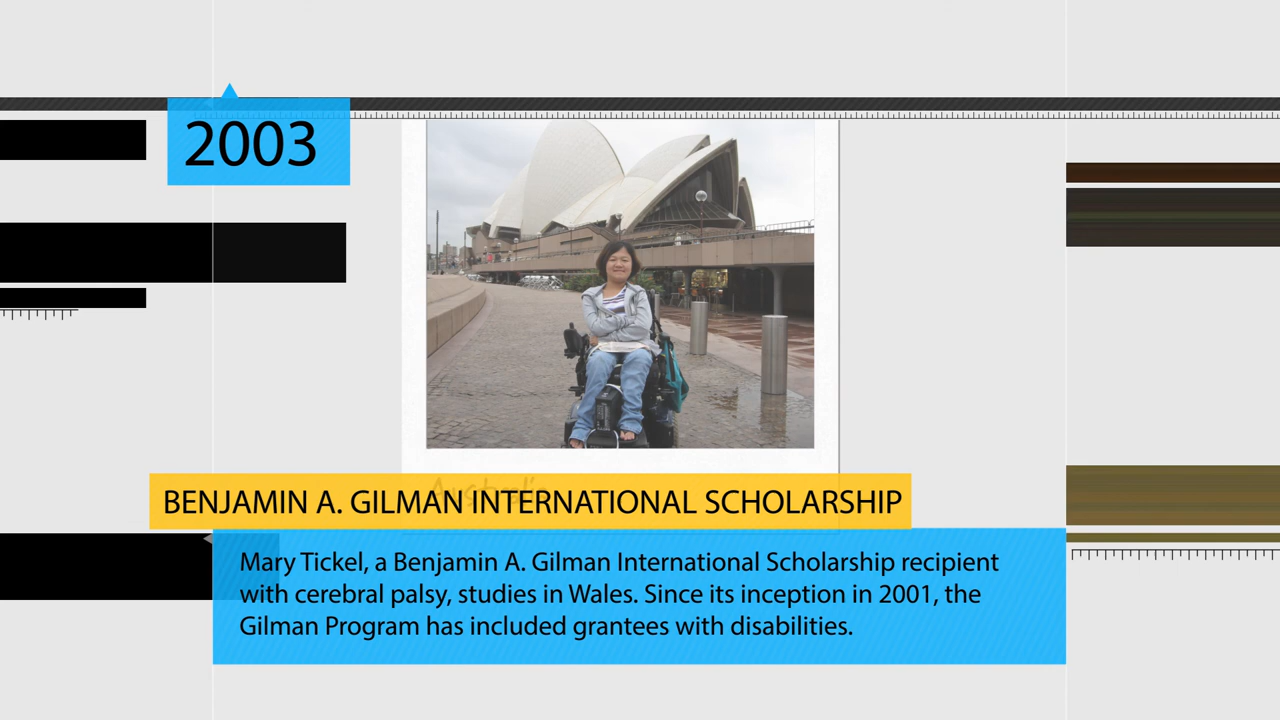 2003
Australia
BENJAMIN A. GILMAN INTERNATIONAL SCHOLARSHIP
Mary Tickel, a Benjamin A. Gilman International Scholarship recipient
with cerebral palsy, studies in Wales. Since its inception in 2001, the
Gilman Program has included grantees with disabilities.